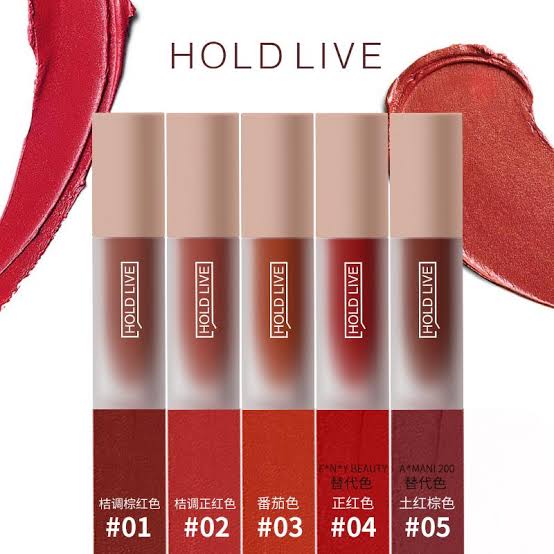 HOLD LIVE
HOLD LIVE
HOLD LIVE
HOLD LIVE
HOLD LIVE
HOLD LIVE
桔调棕红色
#01
桔调正红色
#02
番茄色
#03
F*N*Y BEAUTY
替代色
正红色
#04
A*MANI 200
替代色
土红棕色
#05